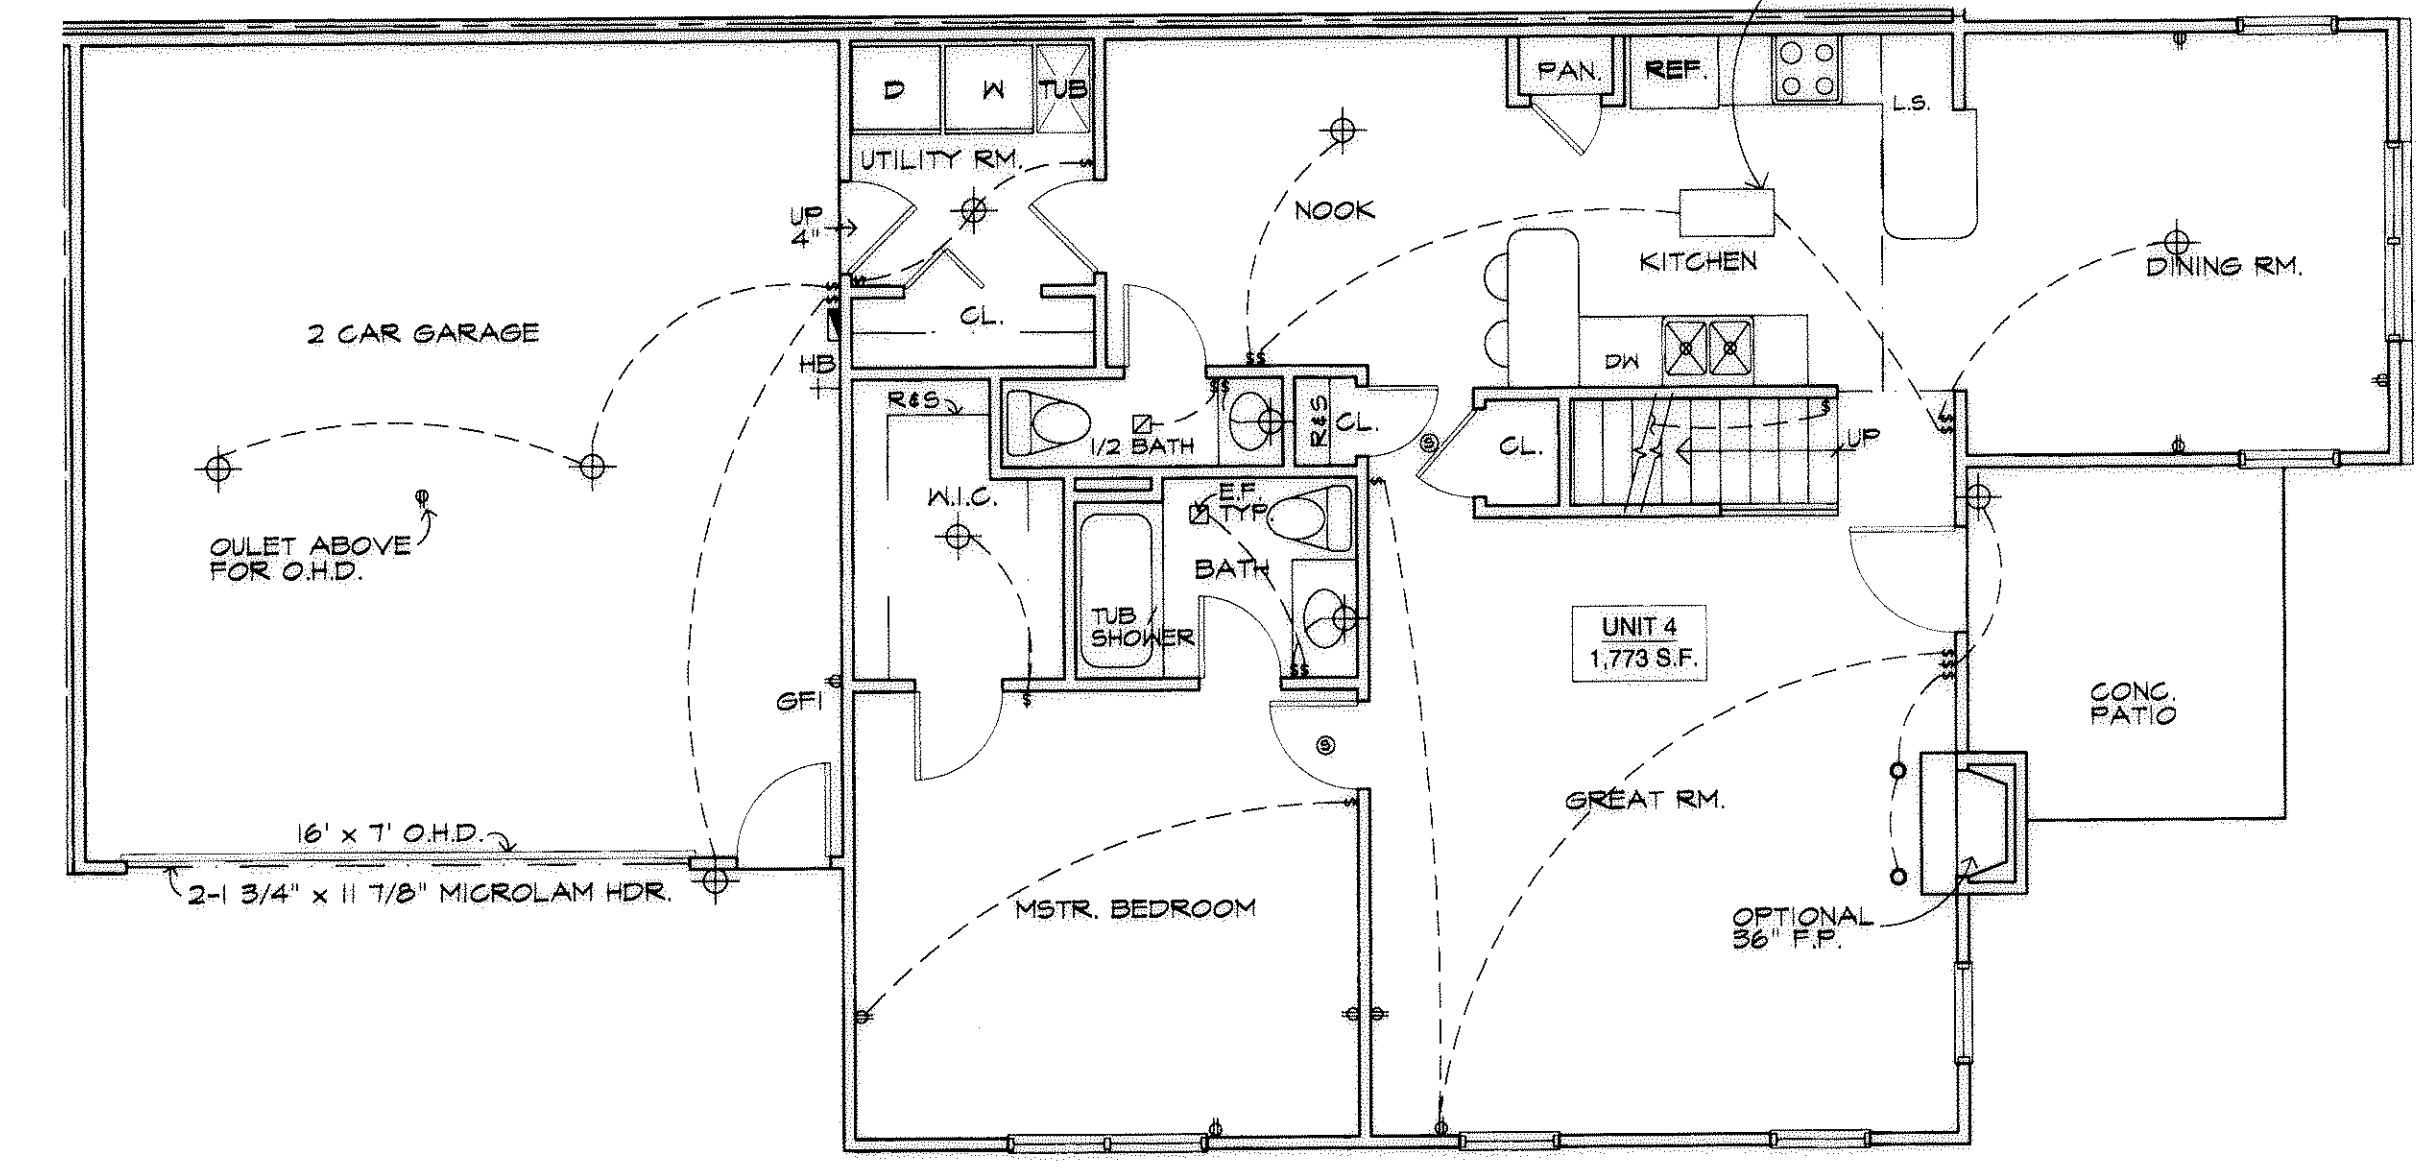 D
W
TUB
PAN.
REF.
L.S.
UTILITY RM.
UP
4"
NOOK
KITCHEN
DINING RM.
CL.
2 CAR GARAGE
HB
DW
R&S
1/2 BATH
R&S
CL.
CL.
UP
W.I.C.
E.F.
TYP.
OULET ABOVE
FOR O.H.D.
BATH
TUB
SHOWER
UNIT 4
1,773 S.F.
GFI
CONC.
PATIO
GREAT RM.
16' x 7' O.H.D.
2-1 3/4" x 11 7/8" MICROLAM HDR.
MSTR. BEDROOM
OPTIONAL
36" F.P.